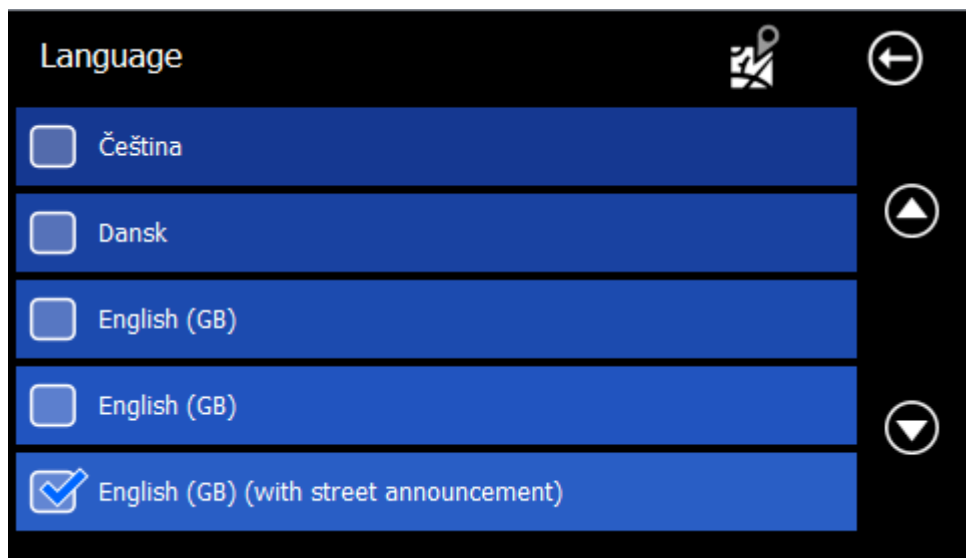 Language
Čeština
Dansk
English (GB)
English (GB)
English (GB) (with street announcement)